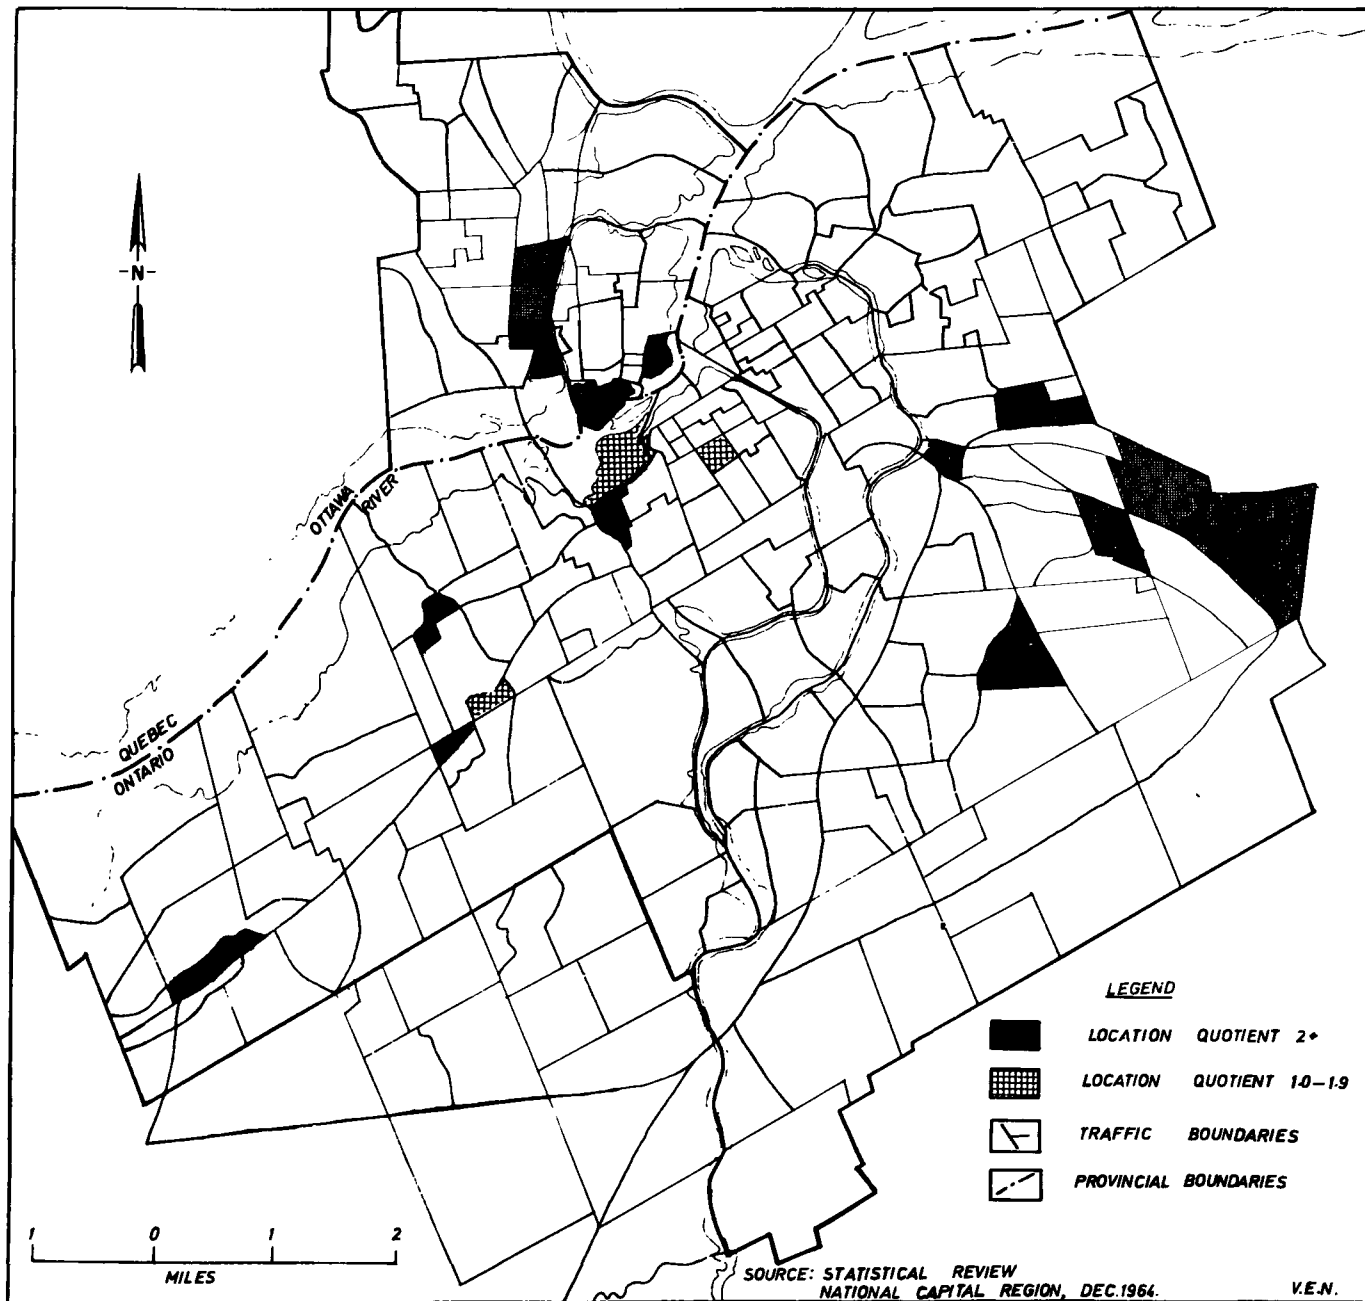 -N-
OTTAWA RIVER
QUEBEC
ONTARIO
LEGEND
LOCATION QUOTIENT 2+
LOCATION QUOTIENT 1.0-1.9
TRAFFIC BOUNDARIES
PROVINCIAL BOUNDARIES
1 0 1 2
MILES
SOURCE: STATISTICAL REVIEW
NATIONAL CAPITAL REGION, DEC. 1964.
V.E.N.